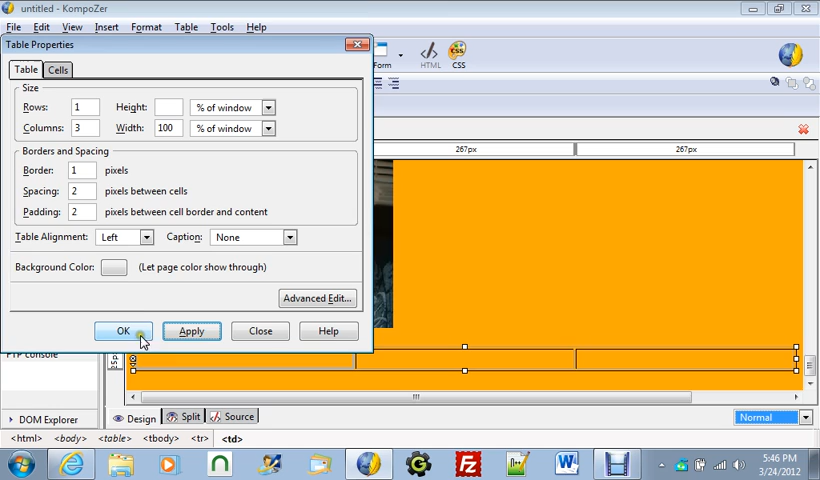 untitled - KompoZer
File Edit View Insert Format Table Tools Help
Table Properties
Form HTML CSS
Table Cells
Size
Rows: 1 Height: % of window
Columns: 3 Width: 100 % of window
267px 267px
Borders and Spacing
Border: 1 pixels
Spacing: 2 pixels between cells
Padding: 2 pixels between cell border and content
Table Alignment: Left Caption: None
Background Color: (Let page color show through)
Advanced Edit...
OK Apply Close Help
FTP console
DOM Explorer
Design Split Source
Normal
<html> <body> <table> <tbody> <tr> <td>
5:46 PM
3/24/2012